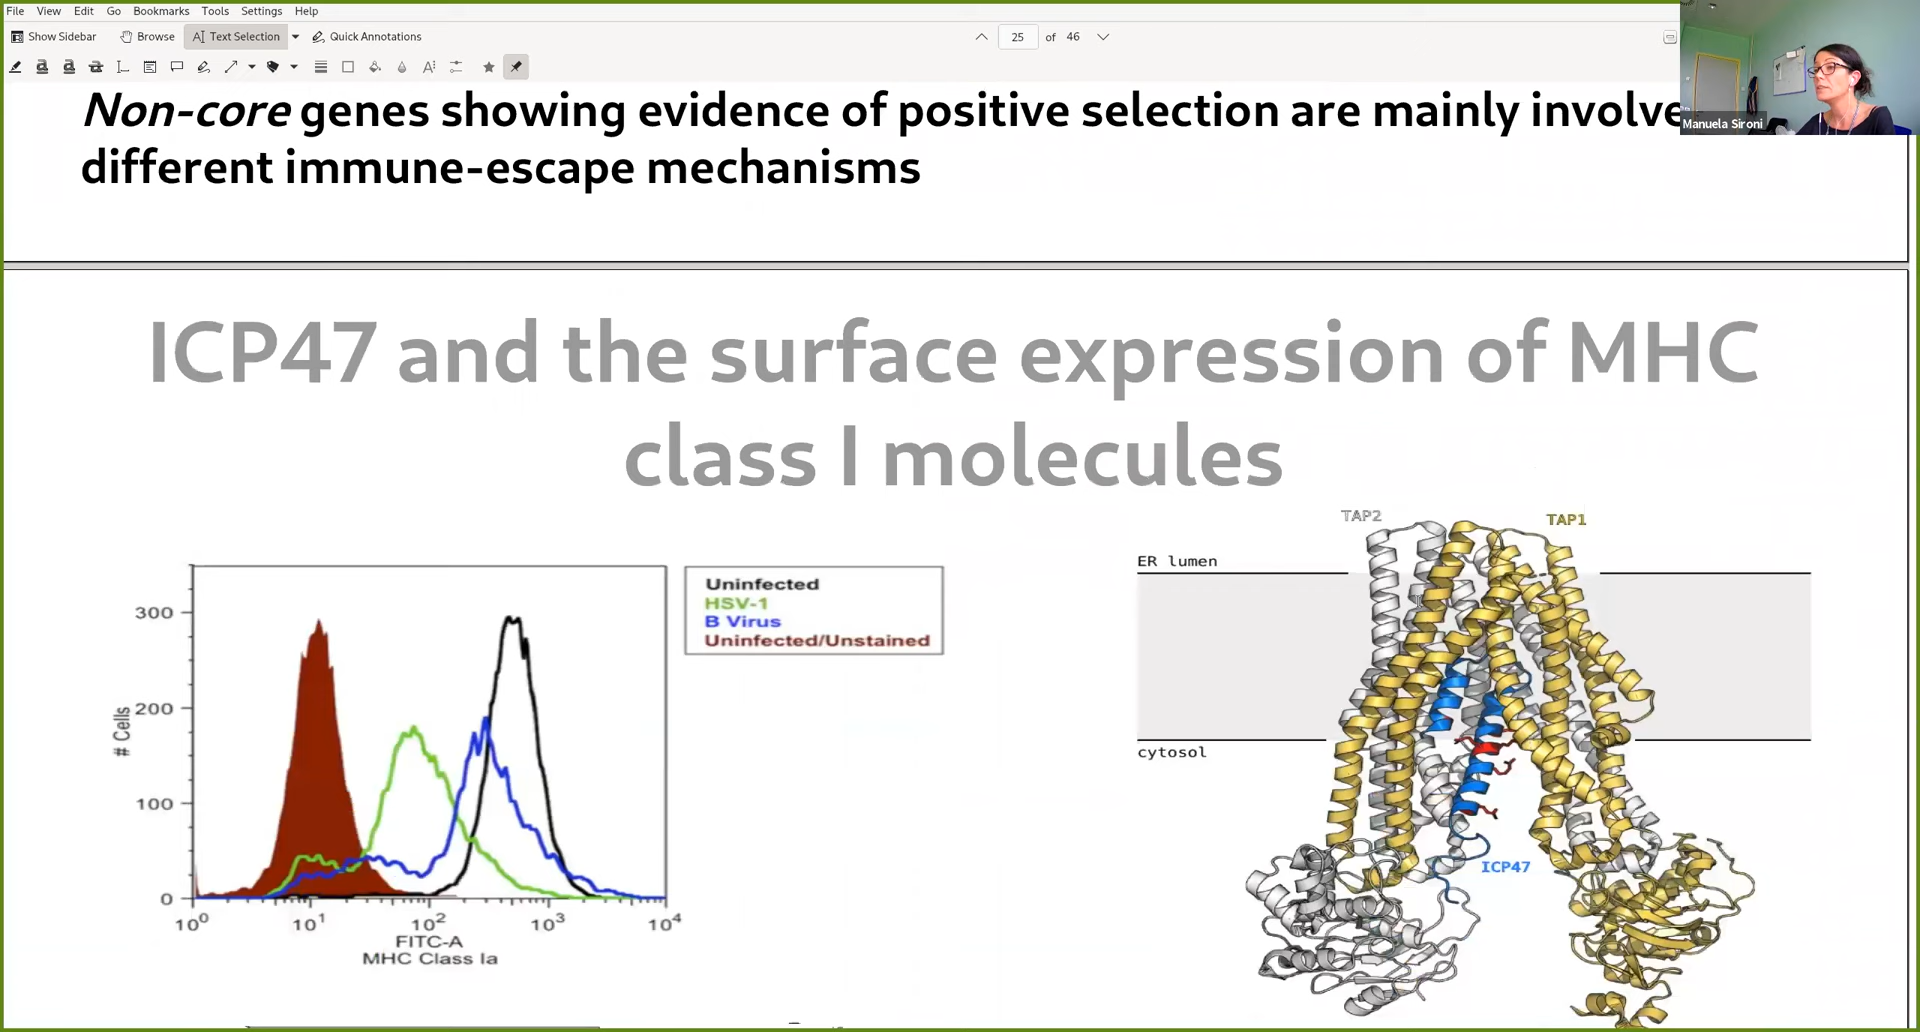 File View Edit Go Bookmarks Tools Settings Help
Show Sidebar Browse Text Selection Quick Annotations 25 of 46
Manuela Sironi
Non-core genes showing evidence of positive selection are mainly
different immune-escape mechanisms
ICP47 and the surface expression of MHC
class I molecules
Uninfected
HSV-1
B Virus
Uninfected/Unstained
# Cells
300
200
100
0
10⁰ 10¹ 10² 10³ 10⁴
FITC-A
MHC Class Ia
TAP2 TAP1
ER lumen
cytosol
ICP47